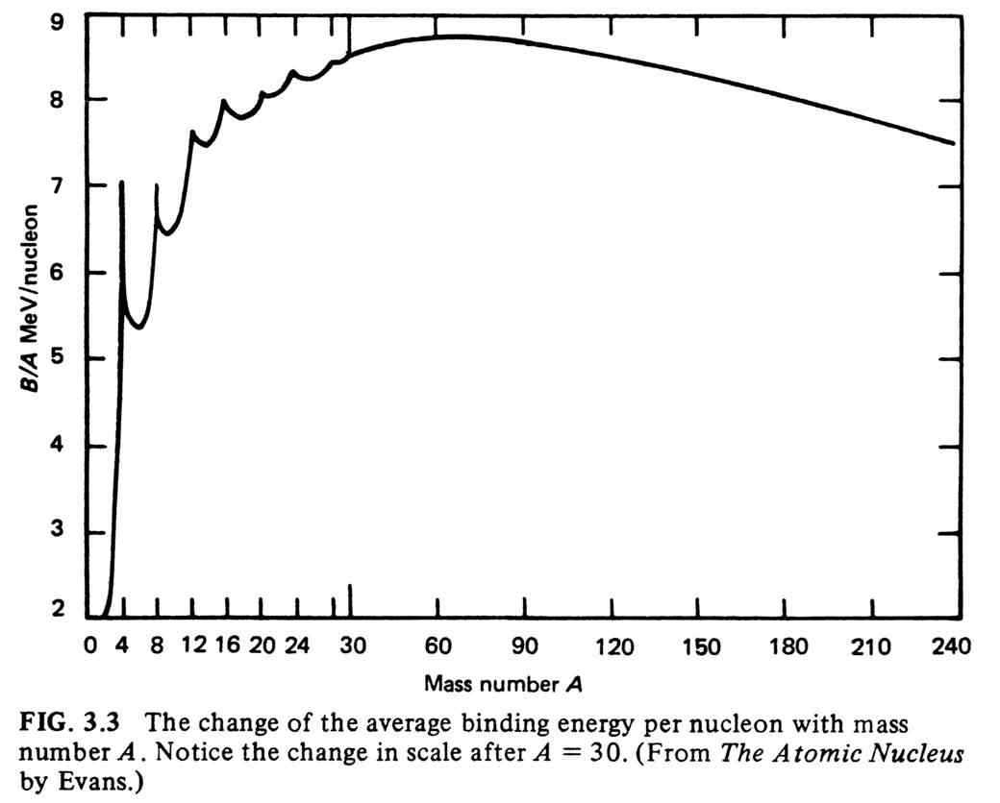 9
8
7
6
5
4
3
2
B/A MeV/nucleon
0 4 8 12 16 20 24 30 60 90 120 150 180 210 240
Mass number A
FIG. 3.3 The change of the average binding energy per nucleon with mass
number A. Notice the change in scale after A = 30. (From The Atomic Nucleus
by Evans.)